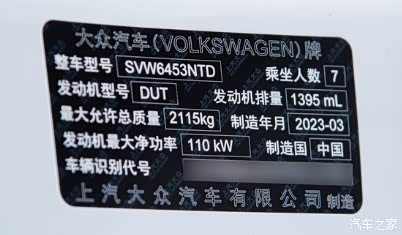 大众汽车(VOLKSWAGEN)牌
整车型号 SVW6453NTD 乘坐人数 7
发动机型号 DUT 发动机排量 1395 mL
最大允许总质量 2115kg 制造年月 2023-03
发动机最大净功率 110 kW 制造国 中国
车辆识别代号
上汽大众汽车有限公司 制造
汽车之家